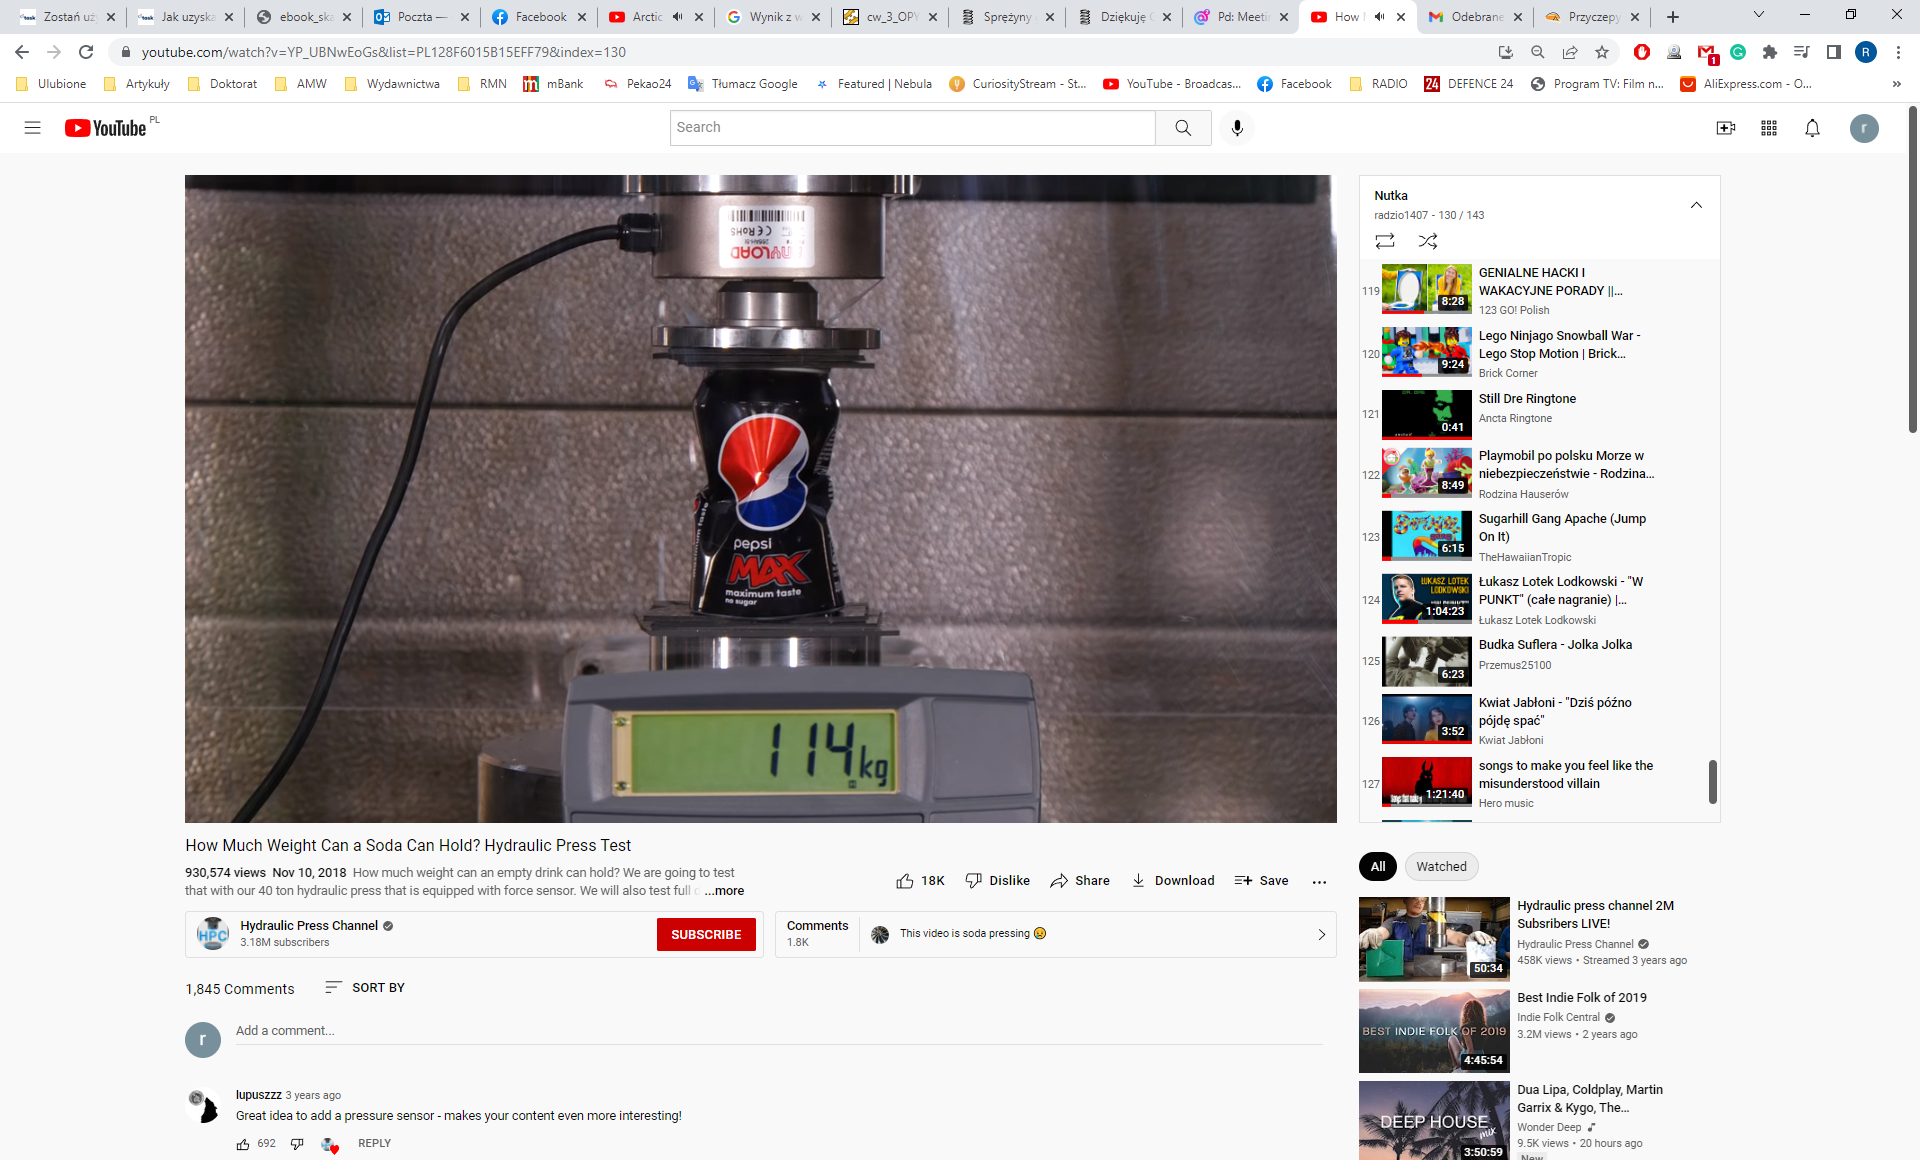 Zostań uż
Jak uzyska
ebook_ska
Poczta —
Facebook
Arctic
Wynik z w
cw_3_OPY
Sprężyny
Dziękuję
Pd: Meetin
How M
Odebrane
Przyczepy
youtube.com/watch?v=YP_UBNwEoGs&list=PL128F6015B15EFF79&index=130
1
R
Ulubione
Artykuły
Doktorat
AMW
Wydawnictwa
RMN
mBank
Pekao24
Tłumacz Google
Featured | Nebula
CuriosityStream - St...
YouTube - Broadcas...
Facebook
RADIO
24 DEFENCE 24
Program TV: Film n...
AliExpress.com - O...
»
YouTube PL
Search
r
CE RoHS
pepsi
MAX
maximum taste
no sugar
114 kg
Nutka
radzio1407 - 130 / 143
119
8:28
GENIALNE HACKI I
WAKACYJNE PORADY ||...
123 GO! Polish
120
9:24
Lego Ninjago Snowball War -
Lego Stop Motion | Brick...
Brick Corner
121
0:41
Still Dre Ringtone
Ancta Ringtone
122
8:49
Playmobil po polsku Morze w
niebezpieczeństwie - Rodzina...
Rodzina Hauserów
123
6:15
Sugarhill Gang Apache (Jump
On It)
TheHawaiianTropic
124
ŁUKASZ LOTEK
LODKOWSKI
1:04:23
Łukasz Lotek Lodkowski - "W
PUNKT" (całe nagranie) |...
Łukasz Lotek Lodkowski
125
6:23
Budka Suflera - Jolka Jolka
Przemus25100
126
3:52
Kwiat Jabłoni - "Dziś późno
pójdę spać"
Kwiat Jabłoni
127
1:21:40
songs to make you feel like the
misunderstood villain
Hero music
How Much Weight Can a Soda Can Hold? Hydraulic Press Test
930,574 views Nov 10, 2018 How much weight can an empty drink can hold? We are going to test
that with our 40 ton hydraulic press that is equipped with force sensor. We will also test full ...more
18K
Dislike
Share
Download
Save
HPC
Hydraulic Press Channel
3.18M subscribers
SUBSCRIBE
Comments
1.8K
This video is soda pressing 😥
1,845 Comments
SORT BY
r
Add a comment...
lupuszzz 3 years ago
Great idea to add a pressure sensor - makes your content even more interesting!
692
REPLY
All
Watched
50:34
Hydraulic press channel 2M
Subsribers LIVE!
Hydraulic Press Channel
458K views • Streamed 3 years ago
BEST INDIE FOLK OF 2019
4:45:54
Best Indie Folk of 2019
Indie Folk Central
3.2M views • 2 years ago
DEEP HOUSE
mix
3:50:59
Dua Lipa, Coldplay, Martin
Garrix & Kygo, The...
Wonder Deep
9.5K views • 20 hours ago
New